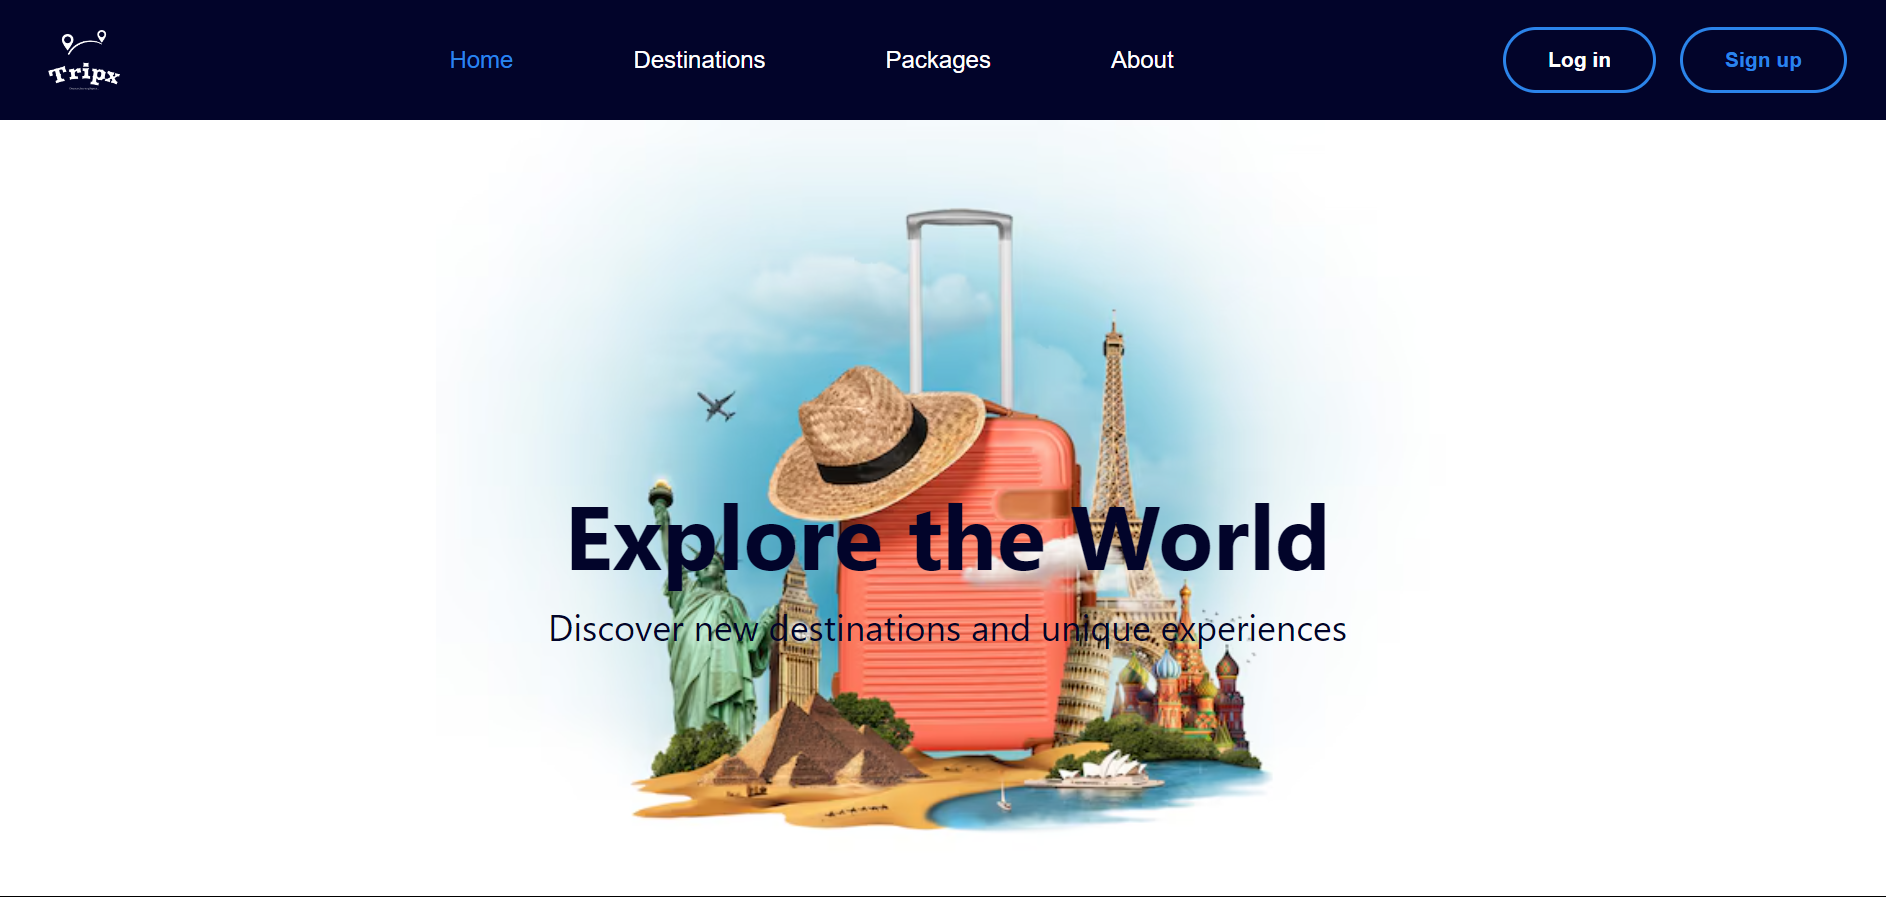 Tripx
Home
Destinations
Packages
About
Log in
Sign up
Explore the World
Discover new destinations and unique experiences